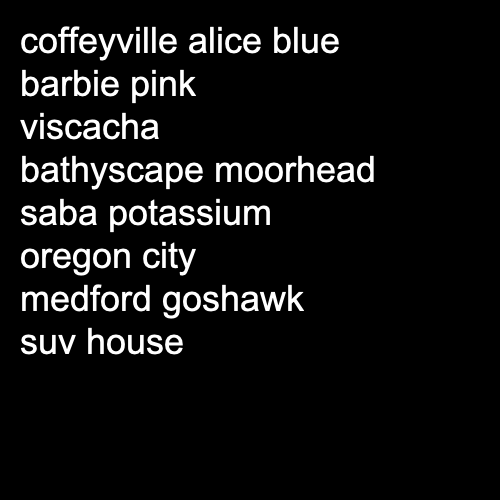 coffeyville alice blue
barbie pink
viscacha
bathyscape moorhead
saba potassium
oregon city
medford goshawk
suv house